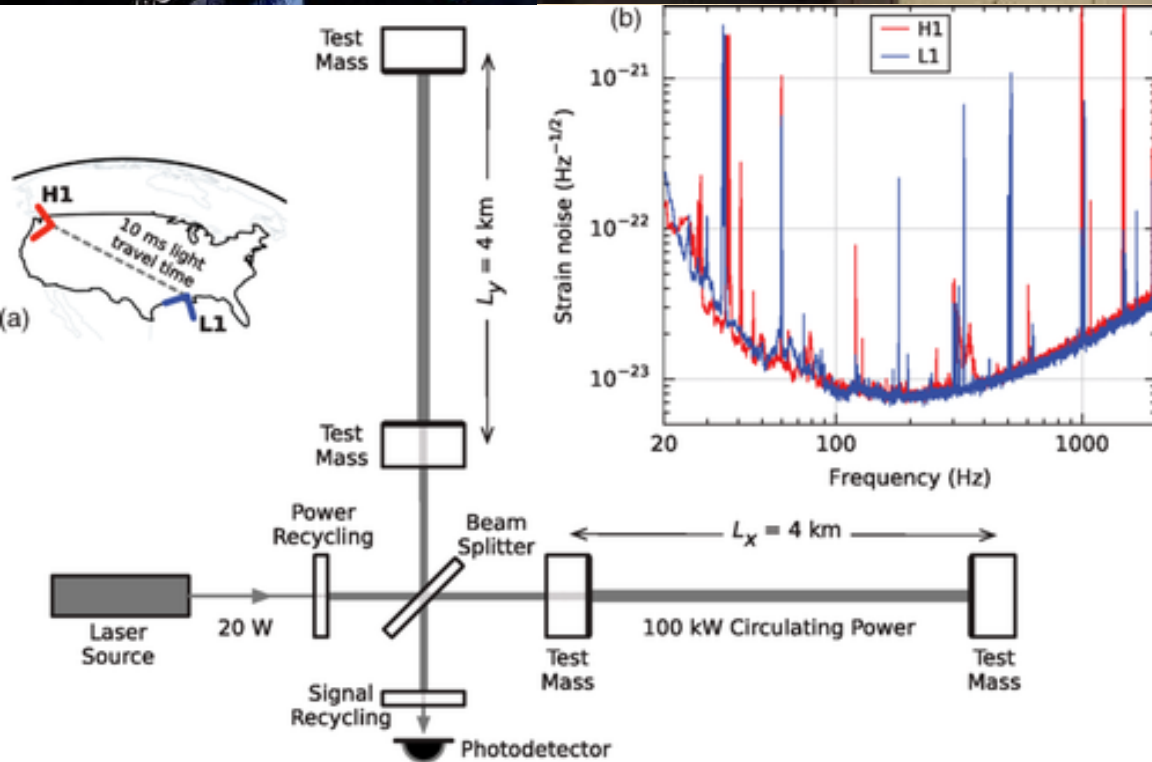 Test
Mass
L_y = 4 km
H1
10 ms light
travel time
L1
(a)
Test
Mass
Power
Recycling
Beam
Splitter
L_x = 4 km
Laser
Source
20 W
100 kW Circulating Power
Test
Mass
Test
Mass
Signal
Recycling
Photodetector
(b)
H1
L1
Strain noise (Hz^{-1/2})
10^{-21}
10^{-22}
10^{-23}
20
100
1000
Frequency (Hz)